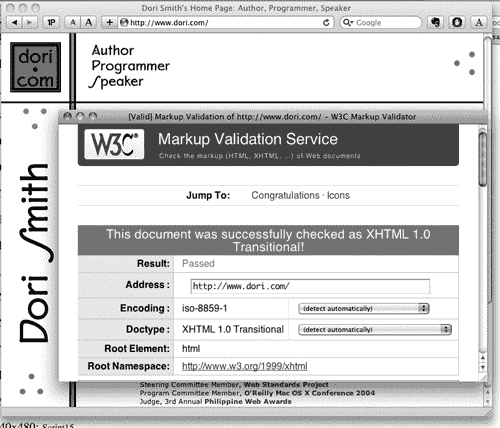 Dori Smith's Home Page: Author, Programmer, Speaker
http://www.dori.com/
Google
dori
com
Author
Programmer
Speaker
Dori Smith
[Valid] Markup Validation of http://www.dori.com/ - W3C Markup Validator
W3C Markup Validation Service
Check the markup (HTML, XHTML, ...) of Web documents
Jump To: Congratulations · Icons
This document was successfully checked as XHTML 1.0
Transitional!
Result: Passed
Address : http://www.dori.com/
Encoding : iso-8859-1 (detect automatically)
Doctype : XHTML 1.0 Transitional (detect automatically)
Root Element: html
Root Namespace: http://www.w3.org/1999/xhtml
Steering Committee Member, Web Standards Project
Program Committee Member, O'Reilly Mac OS X Conference 2004
Judge, 3rd Annual Philippine Web Awards
40x480: Script15